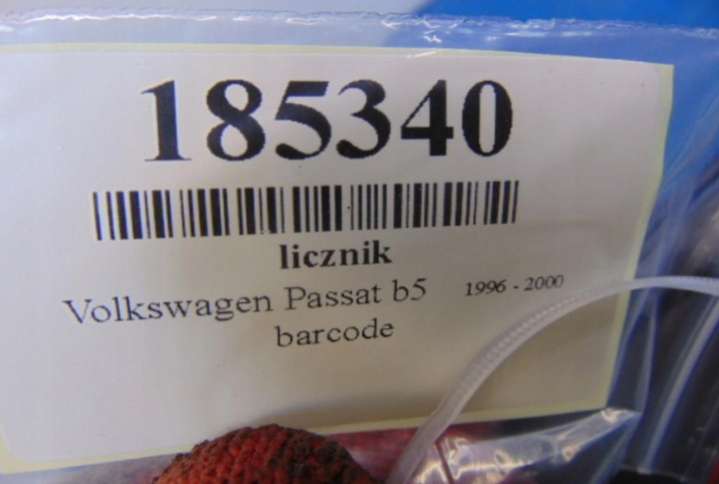 185340
licznik
Volkswagen Passat b5 1996 - 2000
barcode